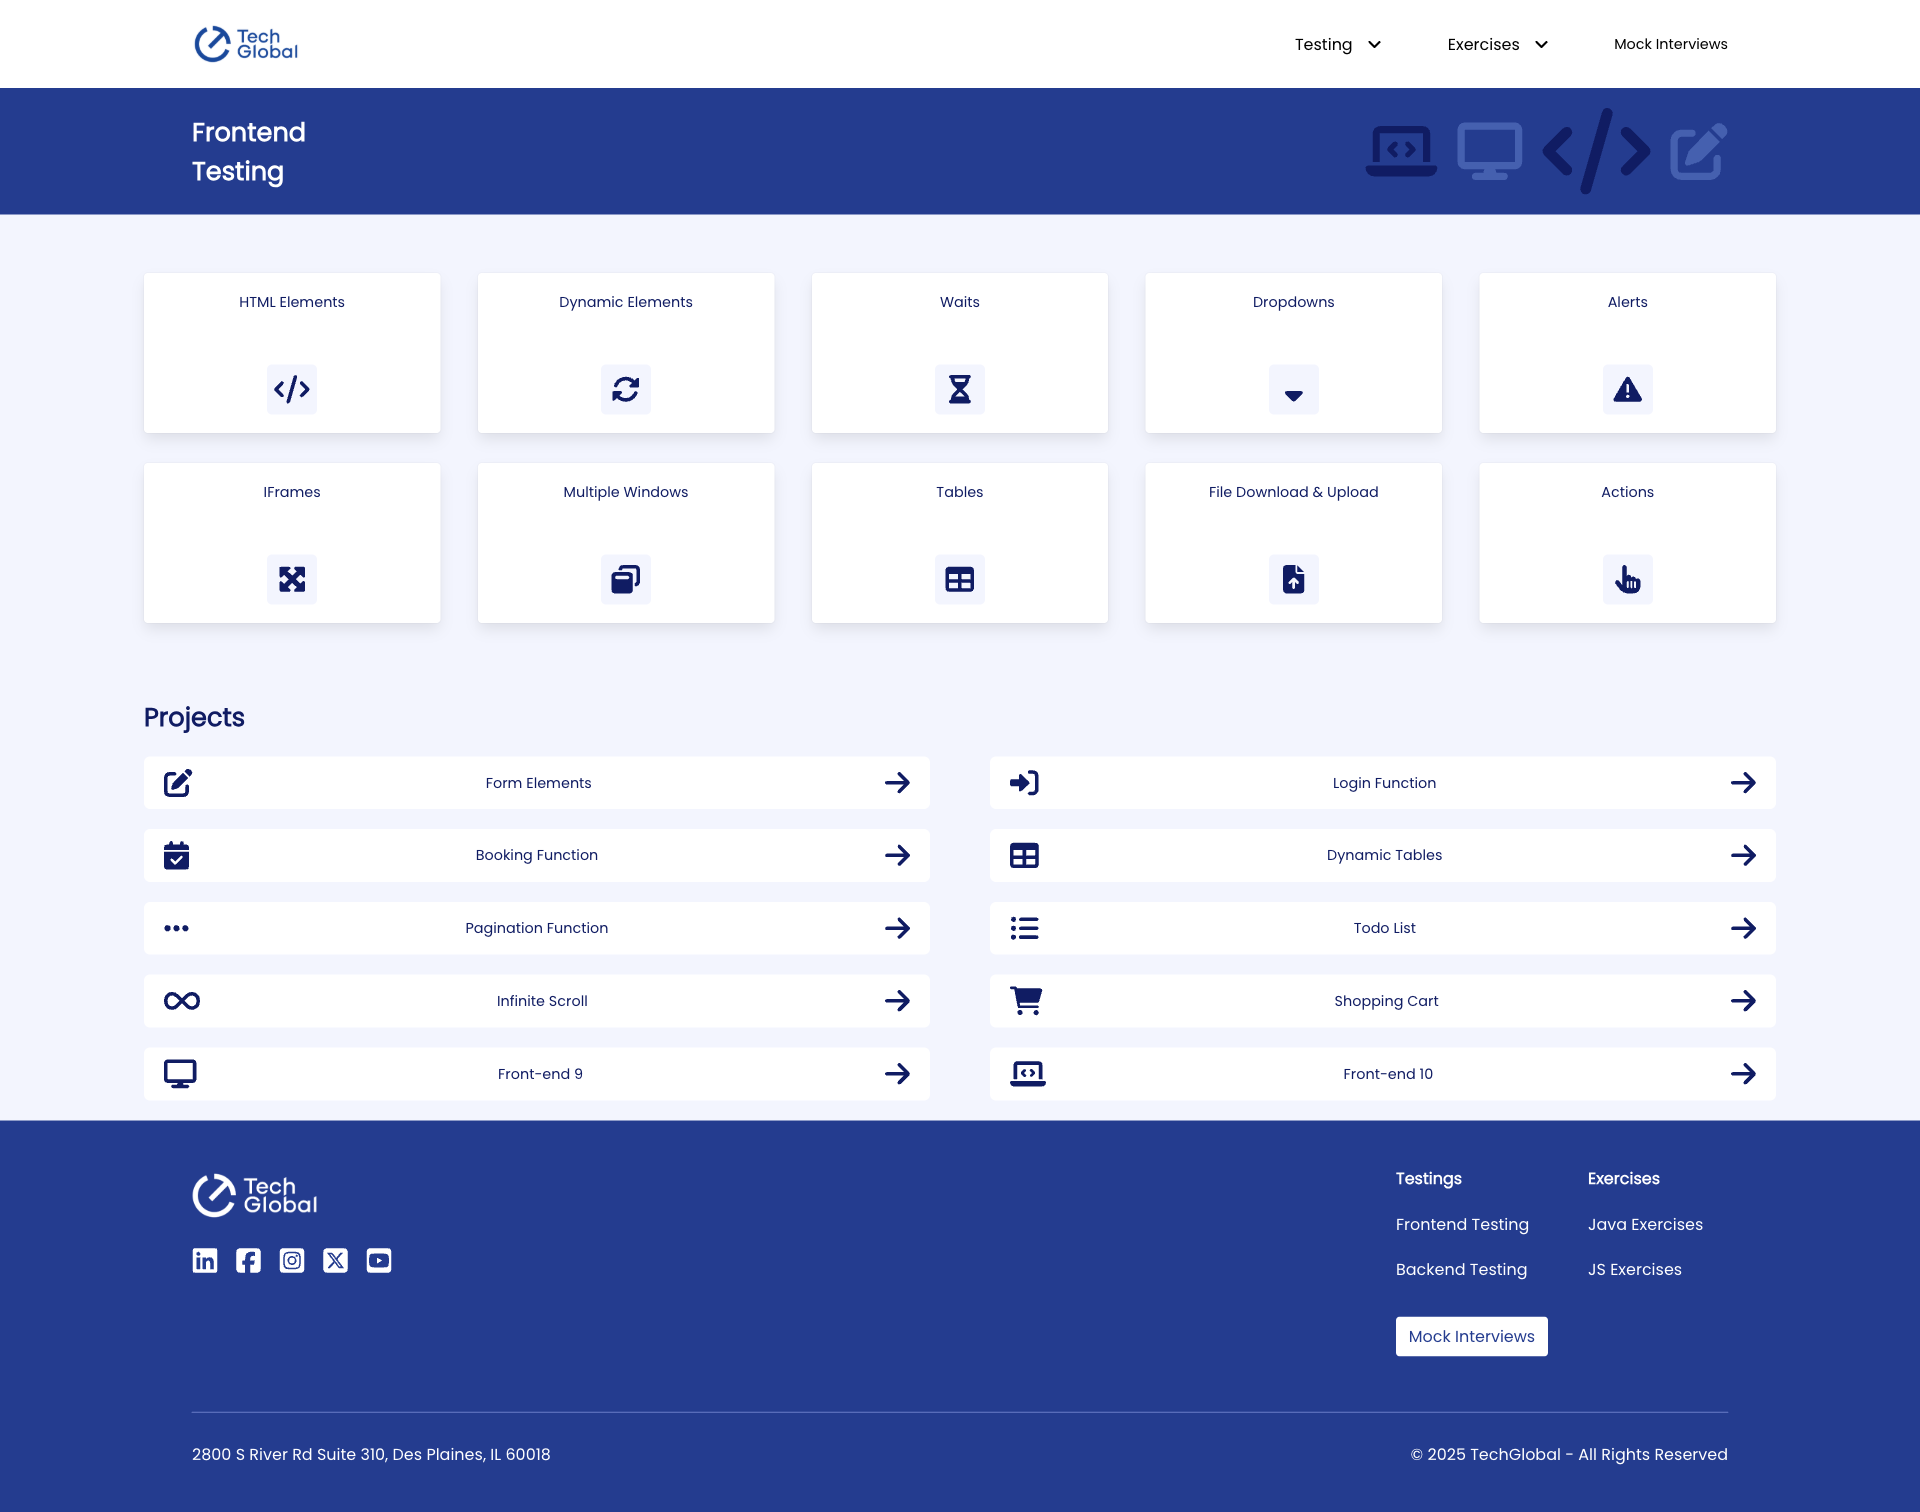 Tech
Global
Testing
Exercises
Mock Interviews
Frontend
Testing
HTML Elements
Dynamic Elements
Waits
Dropdowns
Alerts
IFrames
Multiple Windows
Tables
File Download & Upload
Actions
Projects
Form Elements
Login Function
Booking Function
Dynamic Tables
Pagination Function
Todo List
Infinite Scroll
Shopping Cart
Front-end 9
Front-end 10
Tech
Global
Testings
Frontend Testing
Backend Testing
Exercises
Java Exercises
JS Exercises
Mock Interviews
2800 S River Rd Suite 310, Des Plaines, IL 60018
© 2025 TechGlobal - All Rights Reserved